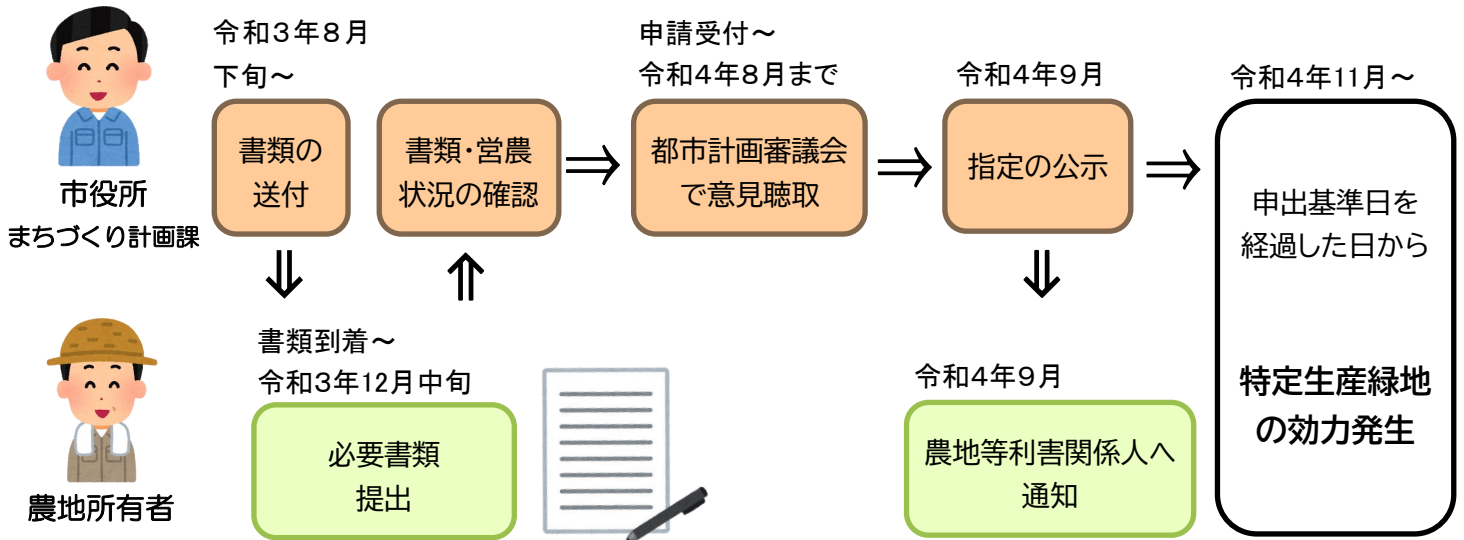 令和3年8月
下旬～
書類の
送付
書類・営農
状況の確認
申請受付～
令和4年8月まで
都市計画審議会
で意見聴取
令和4年9月
指定の公示
令和4年11月～
申出基準日を
経過した日から
特定生産緑地
の効力発生
市役所
まちづくり計画課
書類到着～
令和3年12月中旬
必要書類
提出
令和4年9月
農地等利害関係人へ
通知
農地所有者